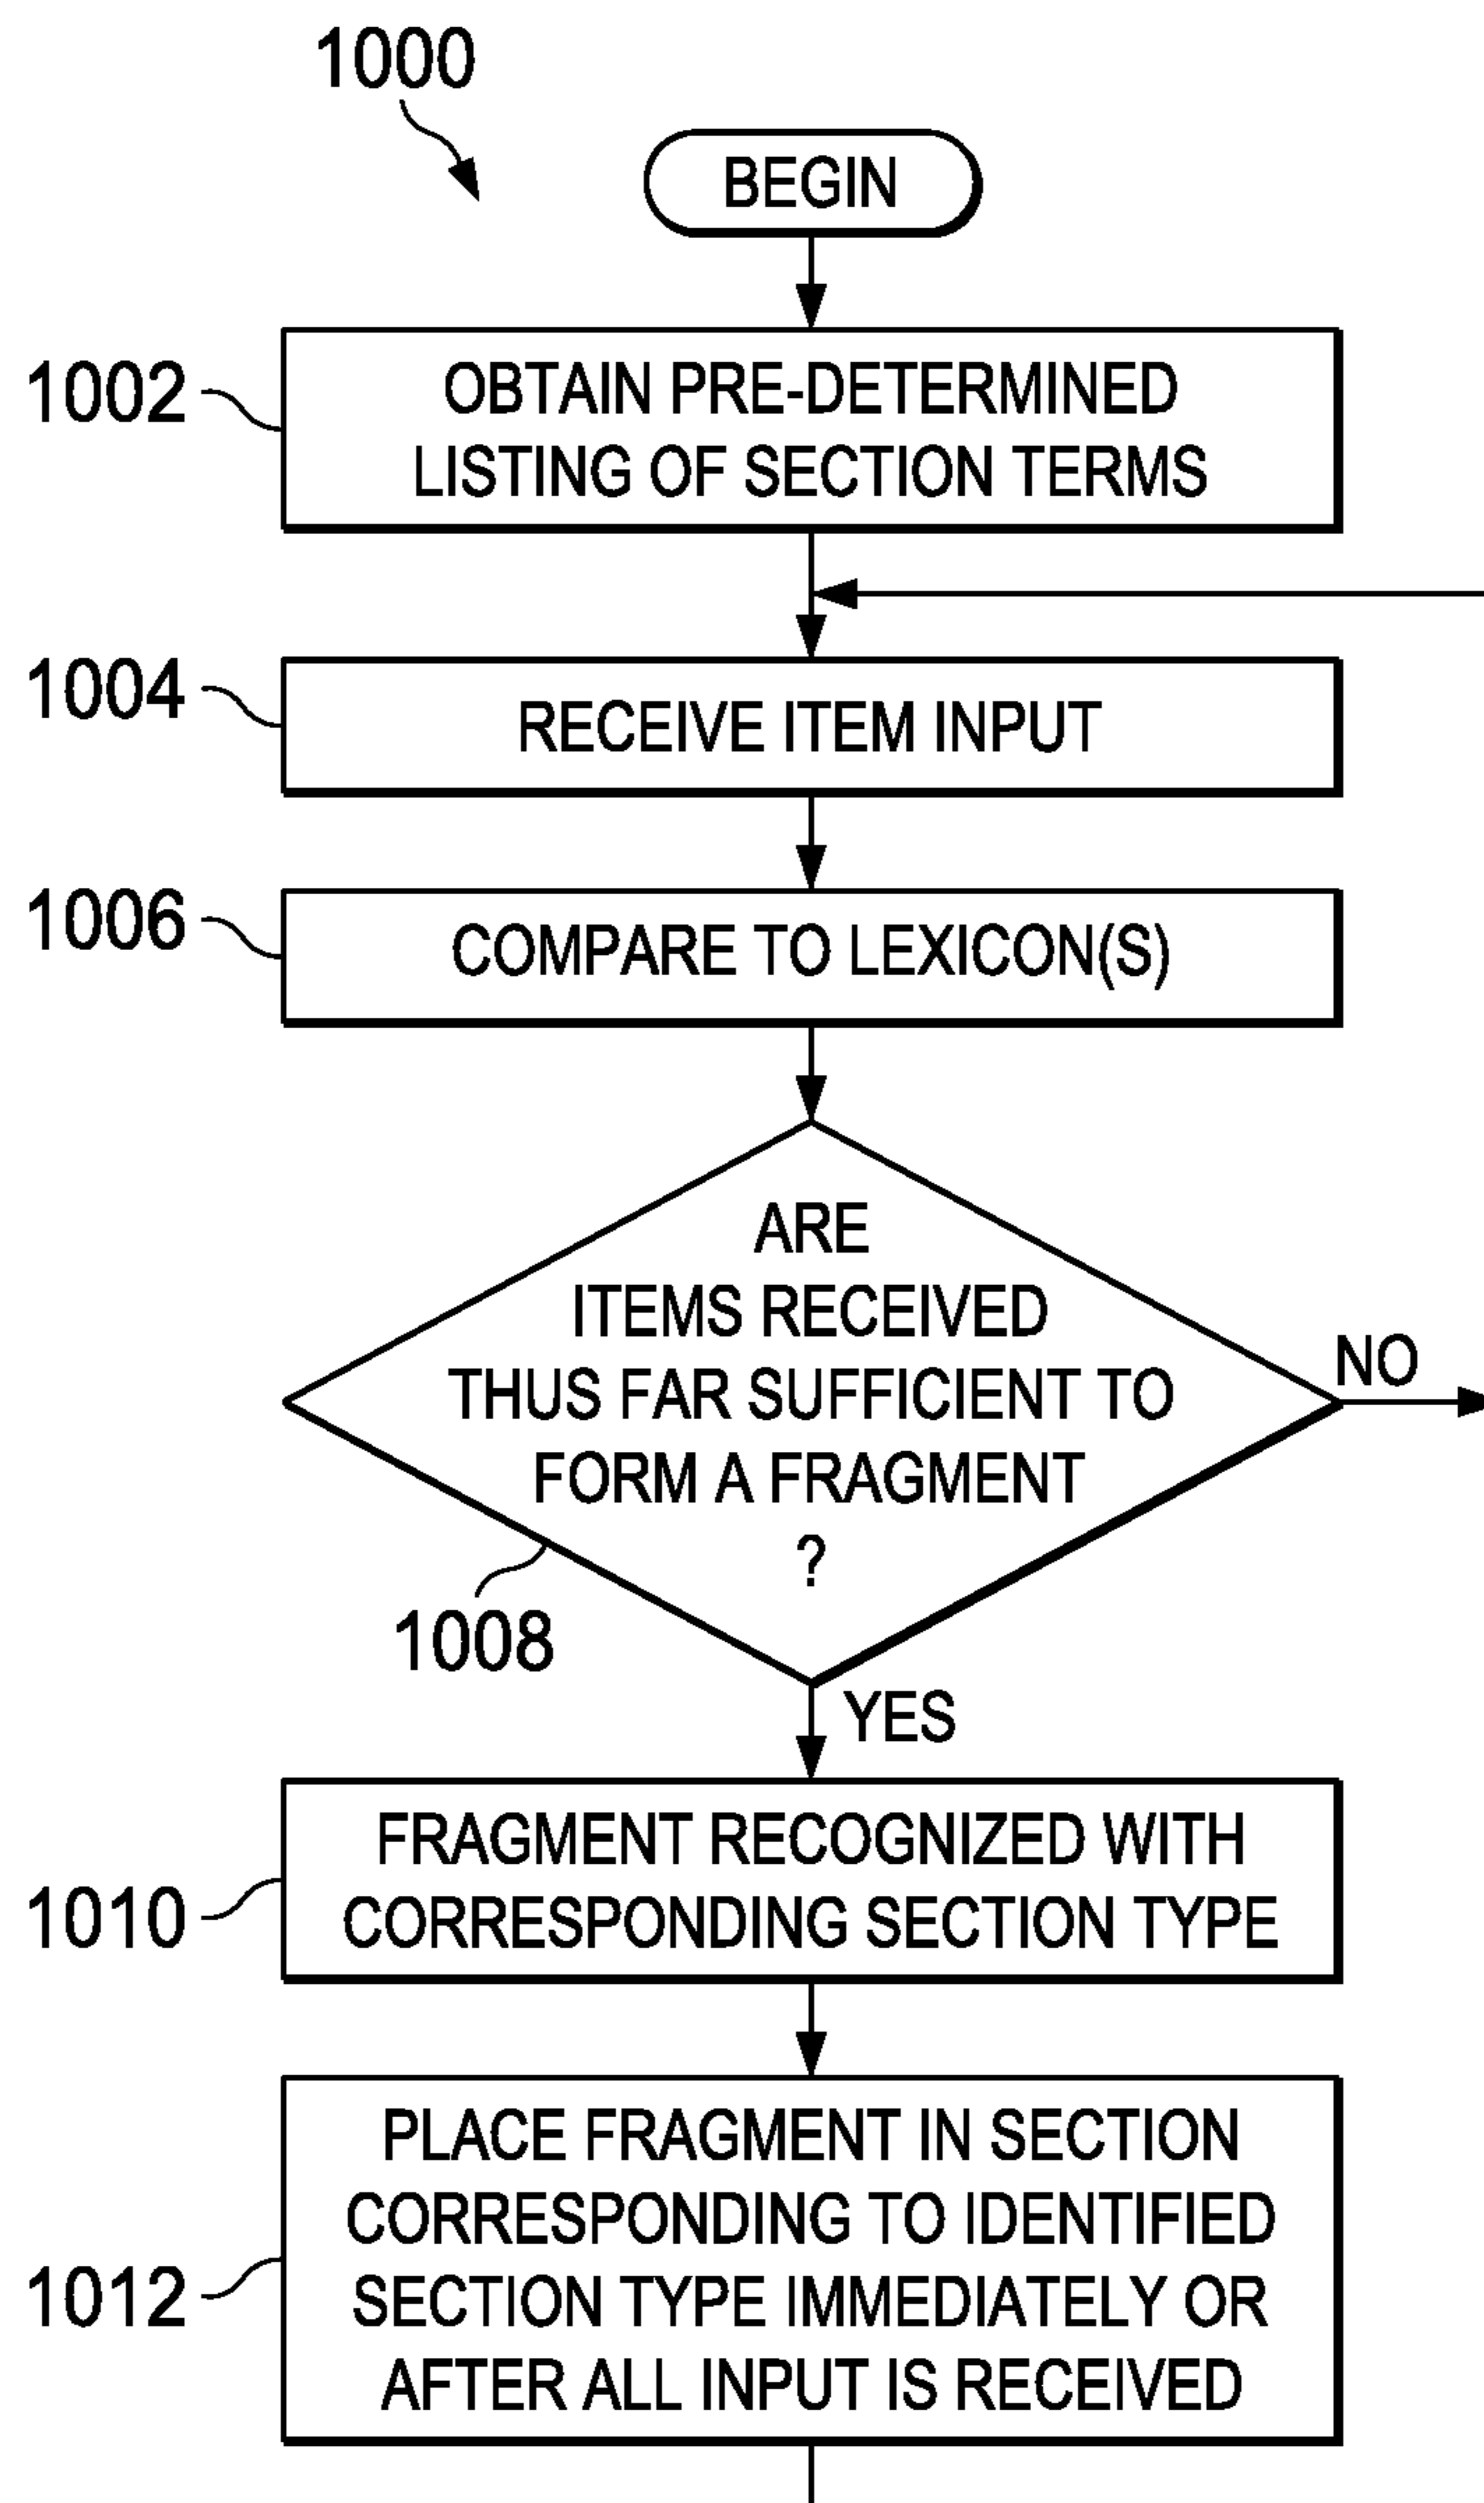 1000
BEGIN
1002
OBTAIN PRE-DETERMINED
LISTING OF SECTION TERMS
1004
RECEIVE ITEM INPUT
1006
COMPARE TO LEXICON(S)
ARE
ITEMS RECEIVED
THUS FAR SUFFICIENT TO
FORM A FRAGMENT
?
NO
1008
YES
1010
FRAGMENT RECOGNIZED WITH
CORRESPONDING SECTION TYPE
1012
PLACE FRAGMENT IN SECTION
CORRESPONDING TO IDENTIFIED
SECTION TYPE IMMEDIATELY OR
AFTER ALL INPUT IS RECEIVED